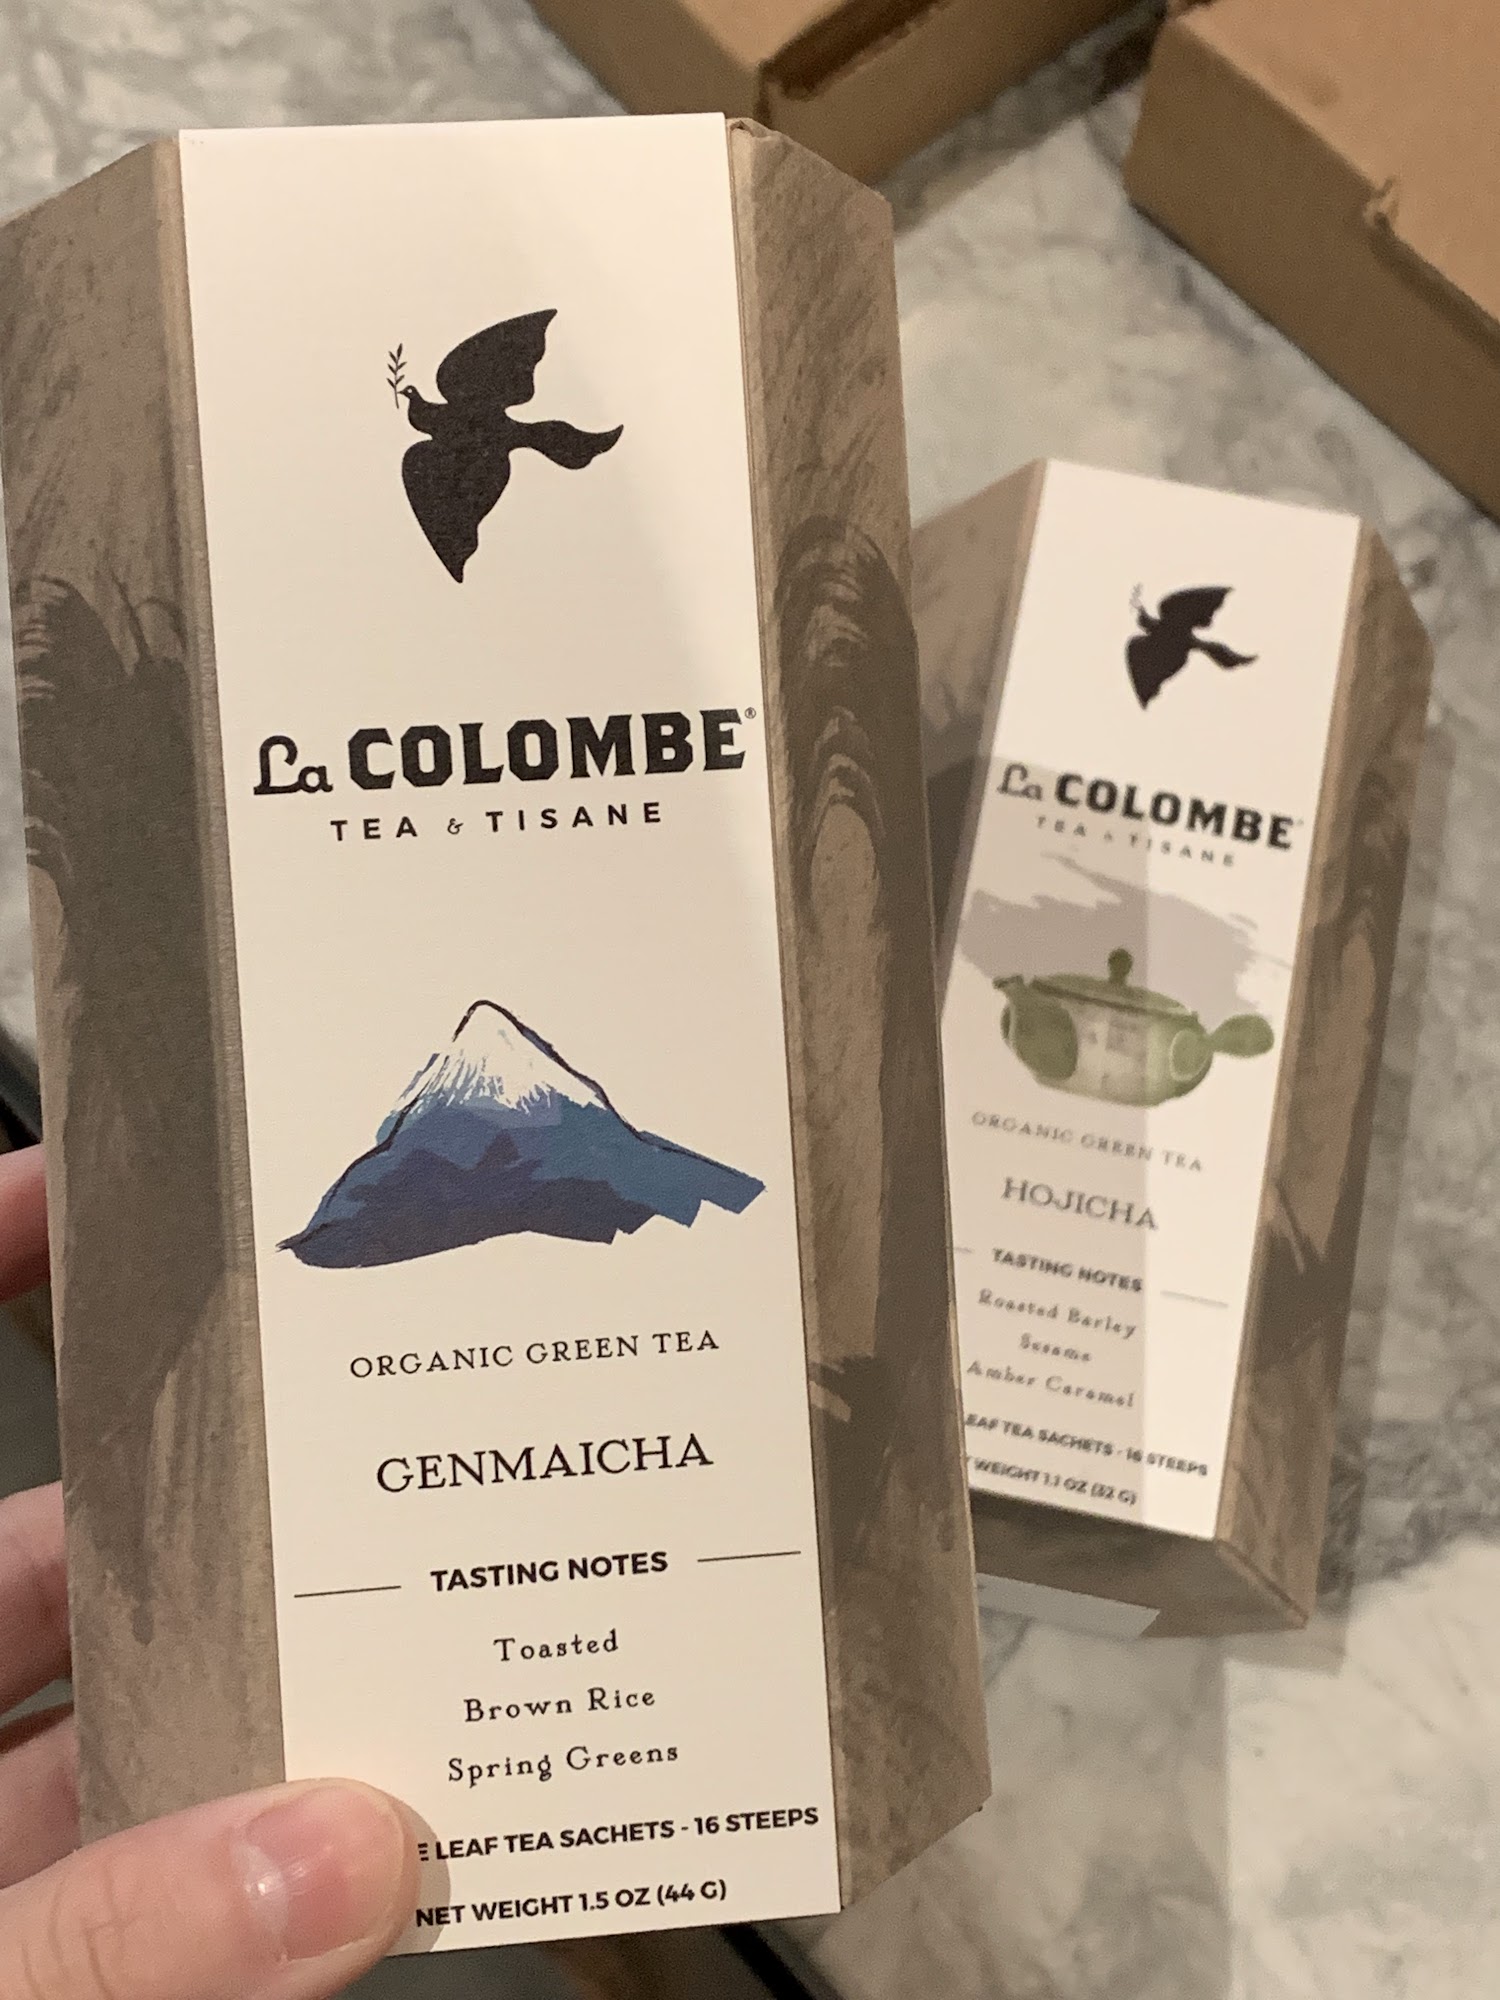 La COLOMBE®
TEA & TISANE
ORGANIC GREEN TEA
GENMAICHA
TASTING NOTES
Toasted
Brown Rice
Spring Greens
E LEAF TEA SACHETS - 16 STEEPS
NET WEIGHT 1.5 OZ (44 G)
La COLOMBE
TEA & TISANE
ORGANIC GREEN TEA
HOJICHA
TASTING NOTES
Roasted Barley
Sesame
Amber Caramel
LEAF TEA SACHETS - 16 STEEPS
WEIGHT 1.1 OZ (32 G)